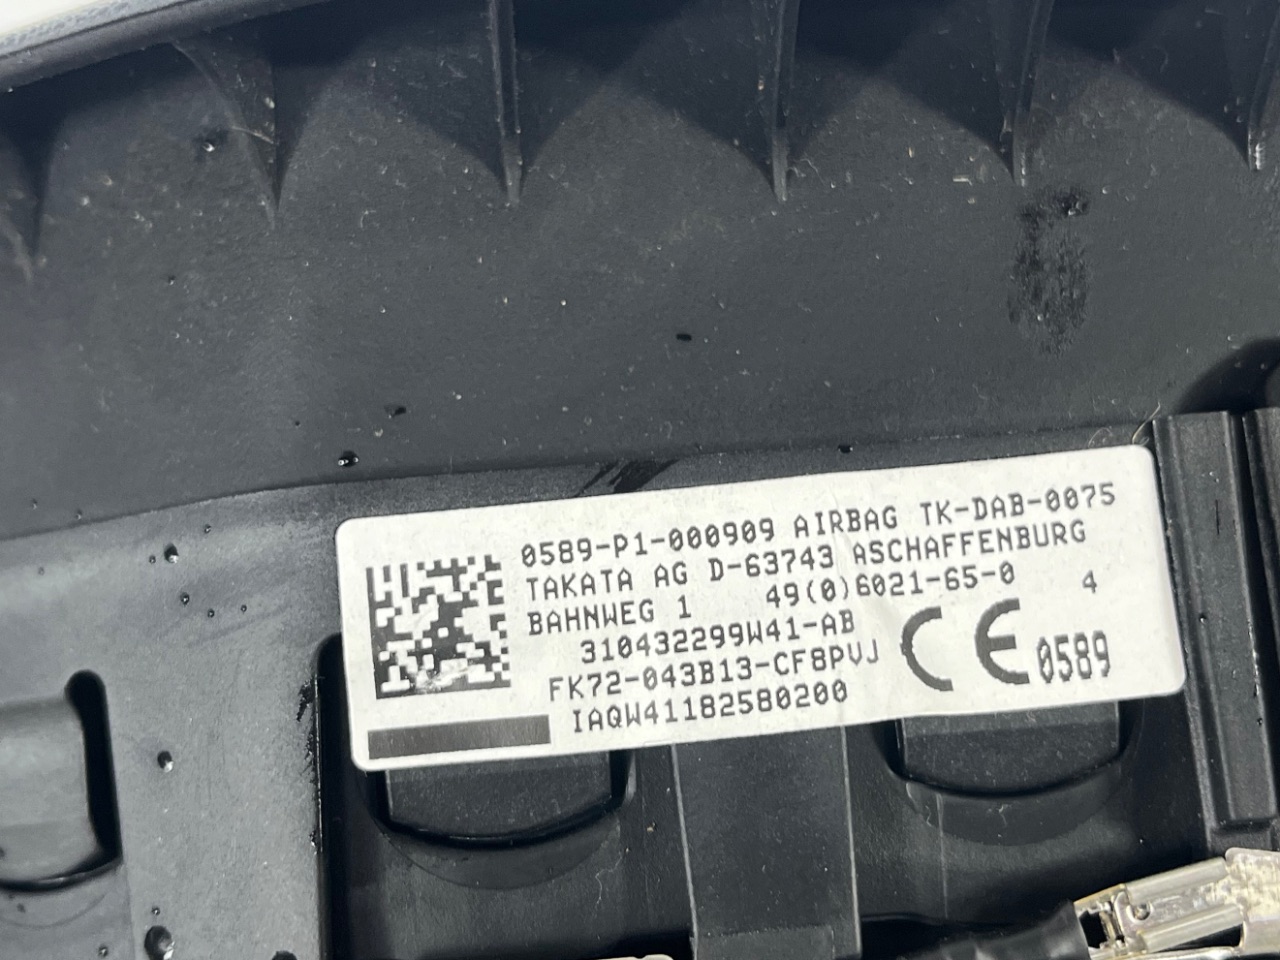 0589-P1-000909 AIRBAG TK-DAB-0075
TAKATA AG D-63743 ASCHAFFENBURG
BAHNWEG 1 49(0)6021-65-0 4
310432299W41-AB
FK72-043B13-CF8PVJ
IAQW41182580200
CE 0589